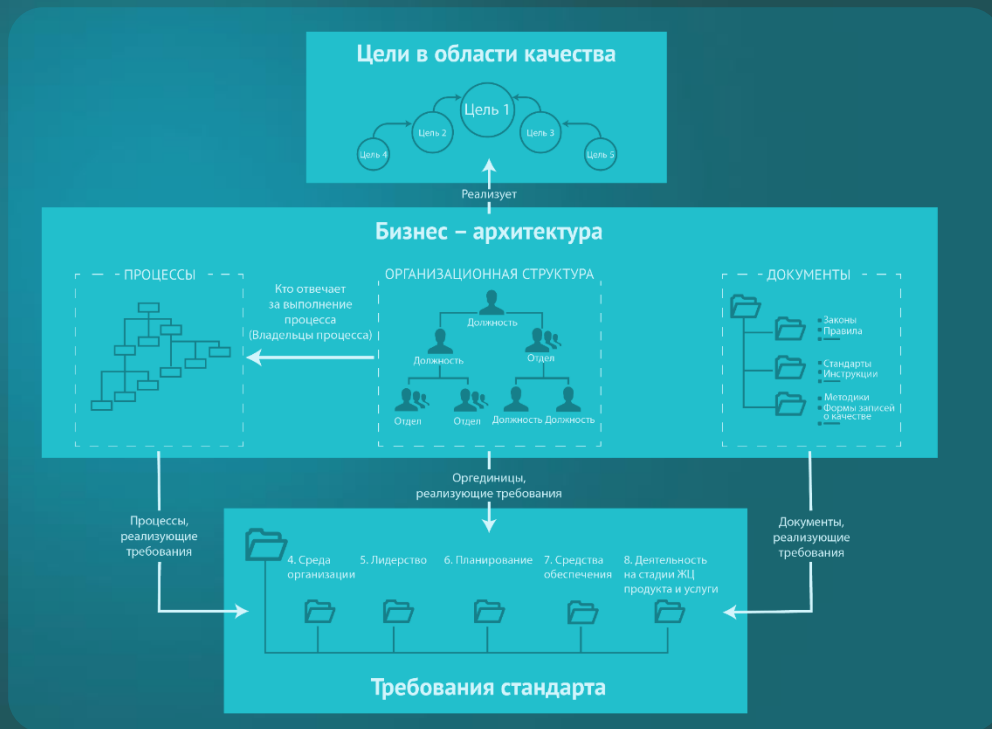 Цели в области качества
Цель 1
Цель 2
Цель 3
Цель 4
Цель 5
Реализует
Бизнес – архитектура
ПРОЦЕССЫ
Кто отвечает
за выполнение
процесса
(Владельцы процесса)
ОРГАНИЗАЦИОННАЯ СТРУКТУРА
Должность
Должность
Отдел
Отдел
Отдел
Должность
Должность
ДОКУМЕНТЫ
Законы
Правила
Стандарты
Инструкции
Методики
Формы записей
о качестве
Процессы,
реализующие
требования
Оргединицы,
реализующие требования
Документы,
реализующие
требования
4. Среда
организации
5. Лидерство
6. Планирование
7. Средства
обеспечения
8. Деятельность
на стадии ЖЦ
продукта и услуги
Требования стандарта